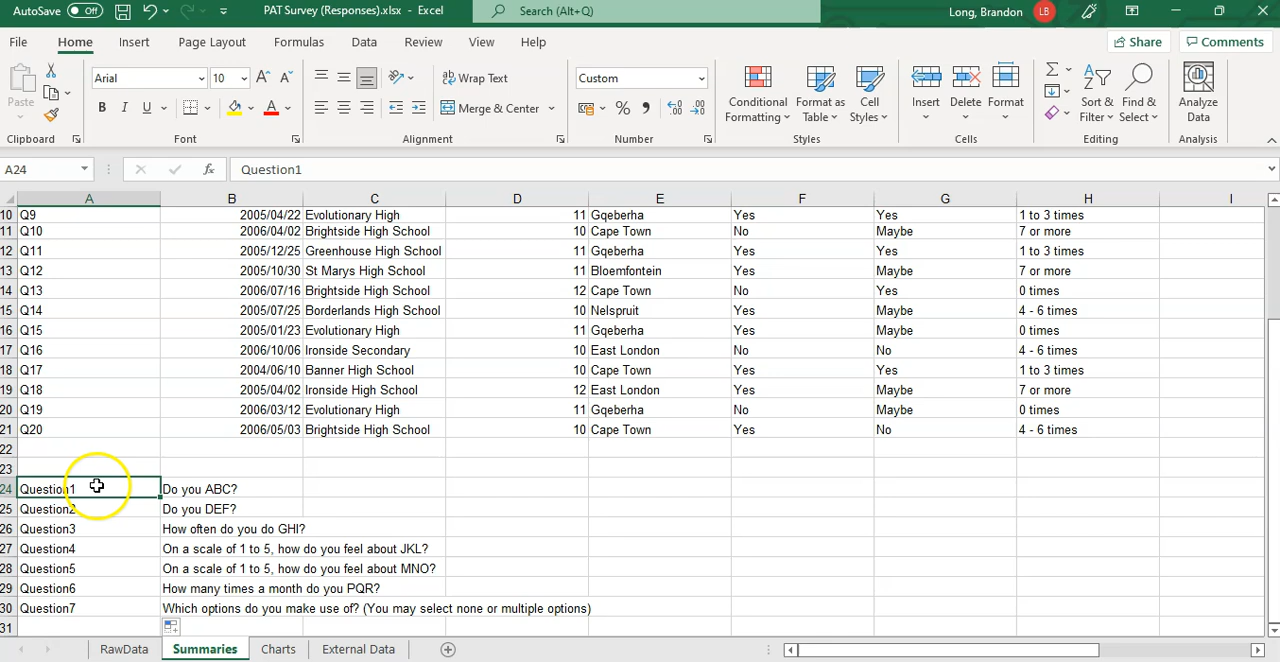 AutoSave Off PAT Survey (Responses).xlsx - Excel Search (Alt+Q) Long, Brandon LB
File Home Insert Page Layout Formulas Data Review View Help Share Comments
Paste Arial 10 A A Wrap Text Custom Conditional Formatting Format as Table Cell Styles Insert Delete Format Sort & Filter Find & Select Analyze Data
B I U A Merge & Center % , .00
Clipboard Font Alignment Number Styles Cells Editing Analysis
A24 fx Question1
A B C D E F G H I
10 Q9 2005/04/22 Evolutionary High 11 Gqeberha Yes Yes 1 to 3 times
11 Q10 2006/04/02 Brightside High School 10 Cape Town No Maybe 7 or more
12 Q11 2005/12/25 Greenhouse High School 11 Gqeberha Yes Yes 1 to 3 times
13 Q12 2005/10/30 St Marys High School 11 Bloemfontein Yes Maybe 7 or more
14 Q13 2006/07/16 Brightside High School 12 Cape Town No Yes 0 times
15 Q14 2005/07/25 Borderlands High School 10 Nelspruit Yes Maybe 4 - 6 times
16 Q15 2005/01/23 Evolutionary High 11 Gqeberha Yes Maybe 0 times
17 Q16 2006/10/06 Ironside Secondary 10 East London No No 4 - 6 times
18 Q17 2004/06/10 Banner High School 10 Cape Town Yes Yes 1 to 3 times
19 Q18 2005/04/02 Ironside High School 12 East London Yes Maybe 7 or more
20 Q19 2006/03/12 Evolutionary High 11 Gqeberha No Maybe 0 times
21 Q20 2006/05/03 Brightside High School 10 Cape Town Yes No 4 - 6 times
22
23
24 Question1 Do you ABC?
25 Question2 Do you DEF?
26 Question3 How often do you do GHI?
27 Question4 On a scale of 1 to 5, how do you feel about JKL?
28 Question5 On a scale of 1 to 5, how do you feel about MNO?
29 Question6 How many times a month do you PQR?
30 Question7 Which options do you make use of? (You may select none or multiple options)
31
RawData Summaries Charts External Data